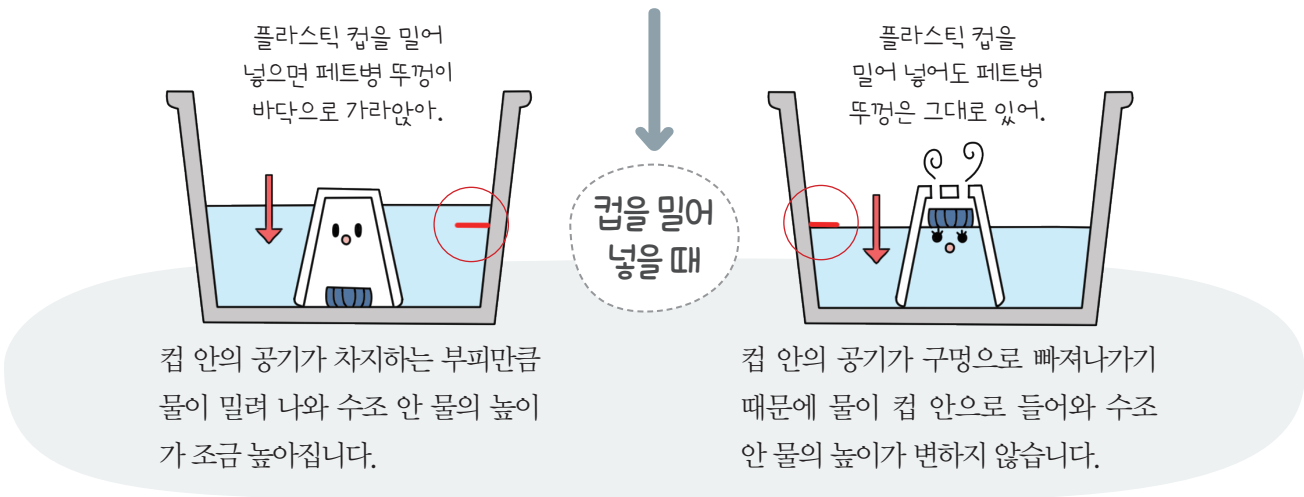 플라스틱 컵을 밀어
넣으면 페트병 뚜껑이
바닥으로 가라앉아.
플라스틱 컵을
밀어 넣어도 페트병
뚜껑은 그대로 있어.
컵을 밀어
넣을 때
컵 안의 공기가 차지하는 부피만큼
물이 밀려 나와 수조 안 물의 높이
가 조금 높아집니다.
컵 안의 공기가 구멍으로 빠져나가기
때문에 물이 컵 안으로 들어와 수조
안 물의 높이가 변하지 않습니다.